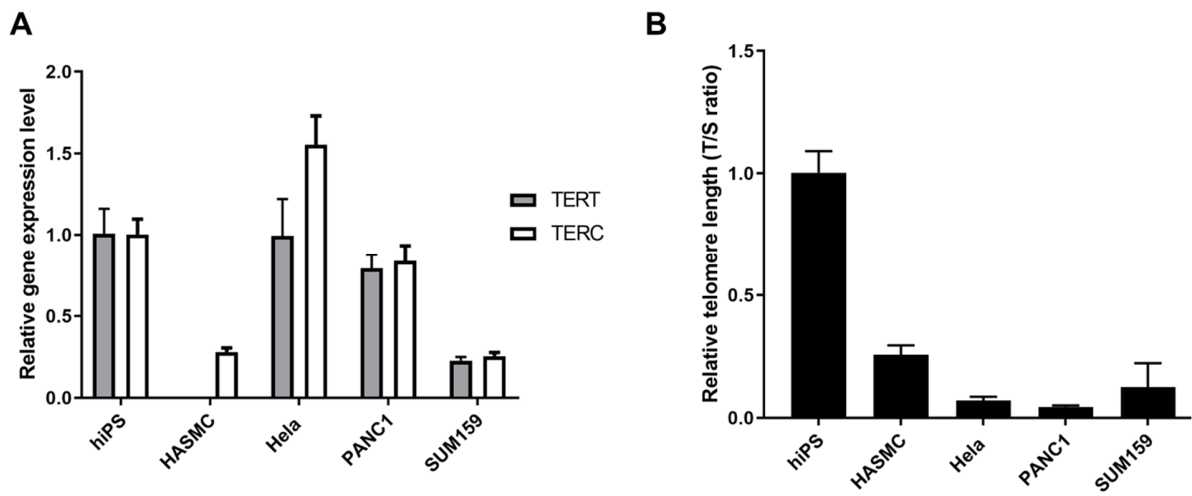 A
Relative gene expression level
2.0
1.5
1.0
0.5
0.0
hiPS
HASMC
Hela
PANC1
SUM159
TERT
TERC
B
Relative telomere length (T/S ratio)
1.5
1.0
0.5
0.0
hiPS
HASMC
Hela
PANC1
SUM159